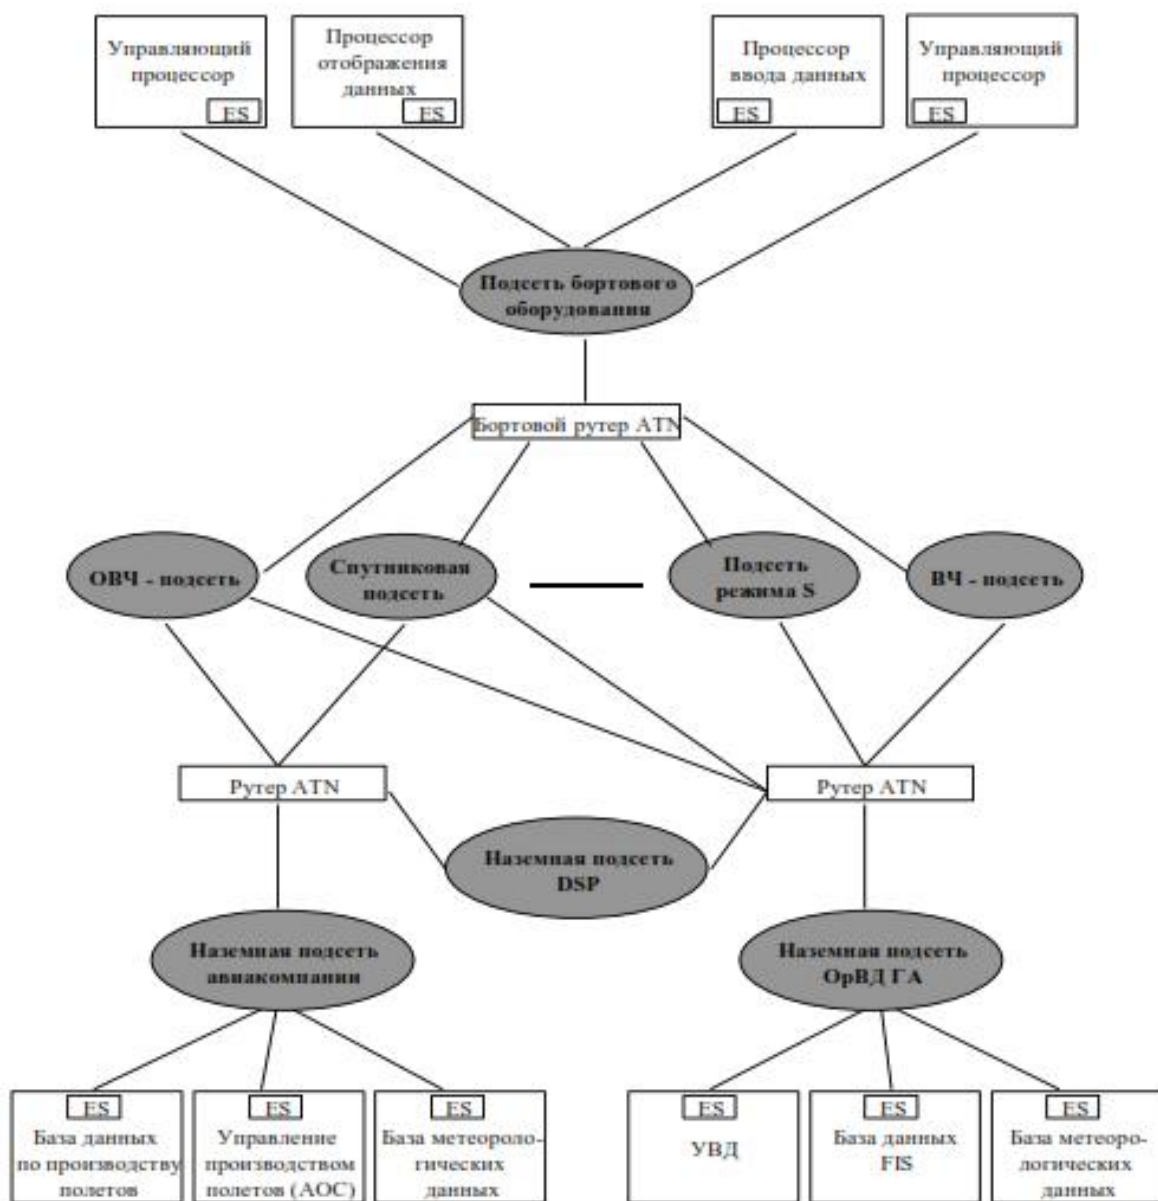 Управляющий
процессор
ES
Процессор
отображения
данных
ES
Процессор
ввода данных
ES
Управляющий
процессор
ES
Подсеть бортового
оборудования
Бортовой рутер ATN
ОВЧ - подсеть
Спутниковая
подсеть
Подсеть
режима S
ВЧ - подсеть
Рутер ATN
Рутер ATN
Наземная подсеть
DSP
Наземная подсеть
авиакомпании
Наземная подсеть
ОрВД ГА
ES
База данных
по производству
полетов
ES
Управление
производством
полетов (АОС)
ES
База метеороло-
гических
данных
ES
УВД
ES
База данных
FIS
ES
База метеоро-
логических
данных